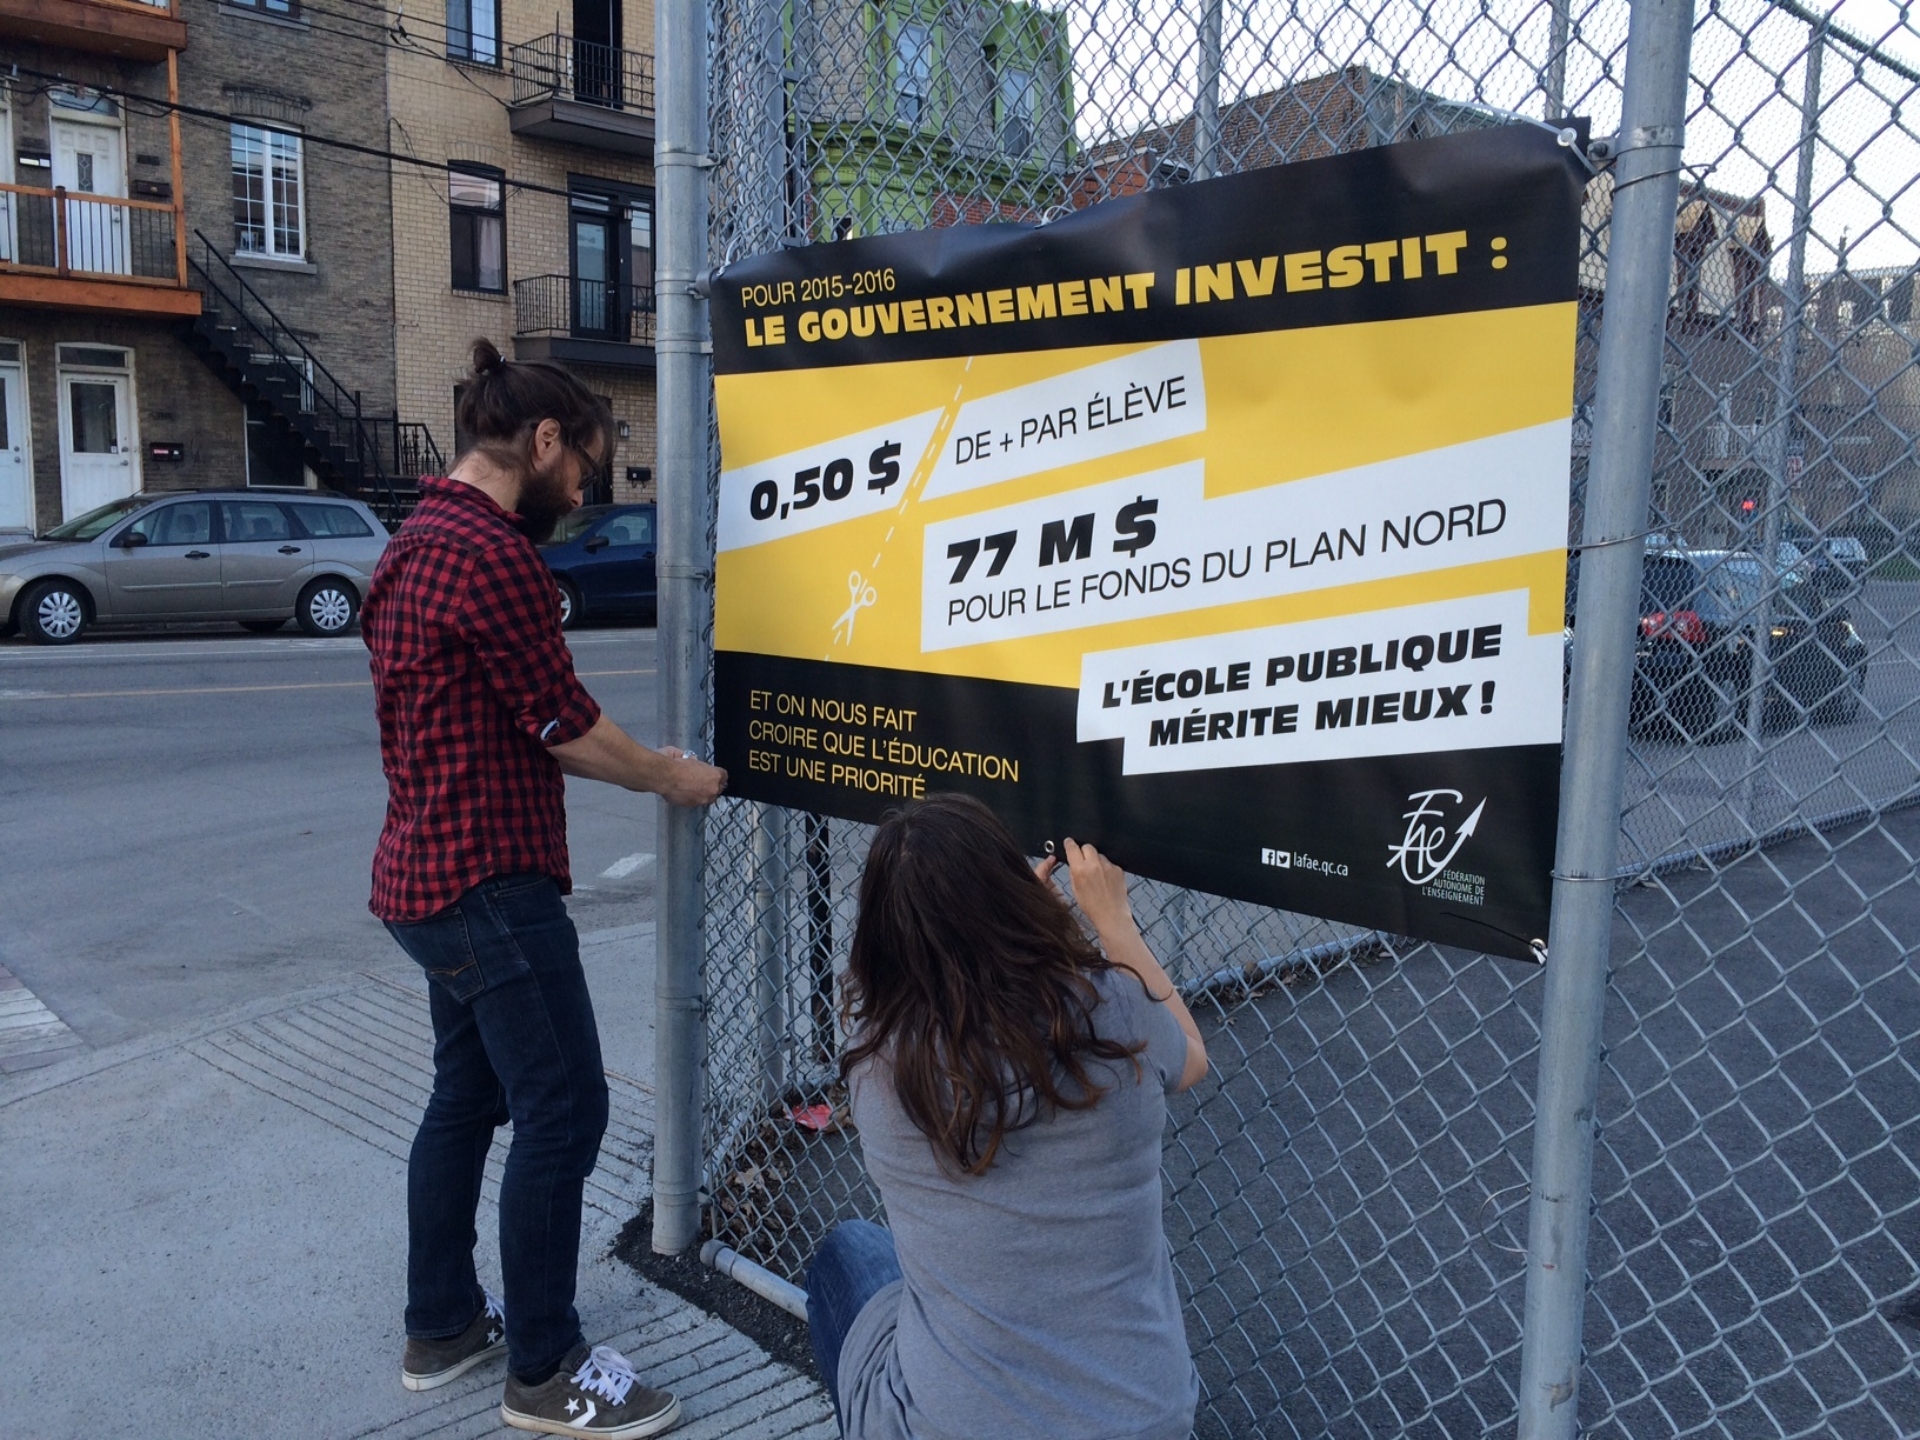 POUR 2015-2016
LE GOUVERNEMENT INVESTIT :
0,50 $ DE + PAR ÉLÈVE
77 M $
POUR LE FONDS DU PLAN NORD
L'ÉCOLE PUBLIQUE
MÉRITE MIEUX !
ET ON NOUS FAIT
CROIRE QUE L'ÉDUCATION
EST UNE PRIORITÉ
lafae.qc.ca
Fae
FÉDÉRATION
AUTONOME DE
L'ENSEIGNEMENT